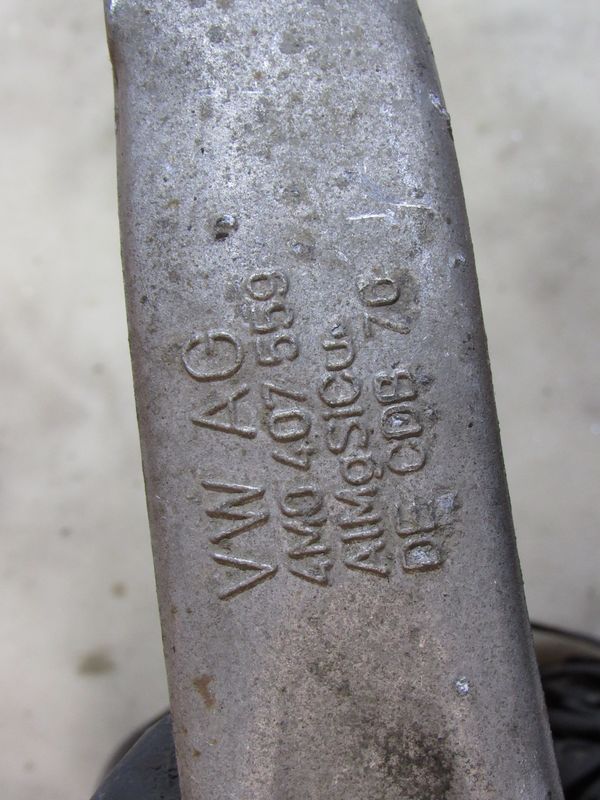 VW AG
4M0 407 559
AlMgSiCu
DE CDB 70